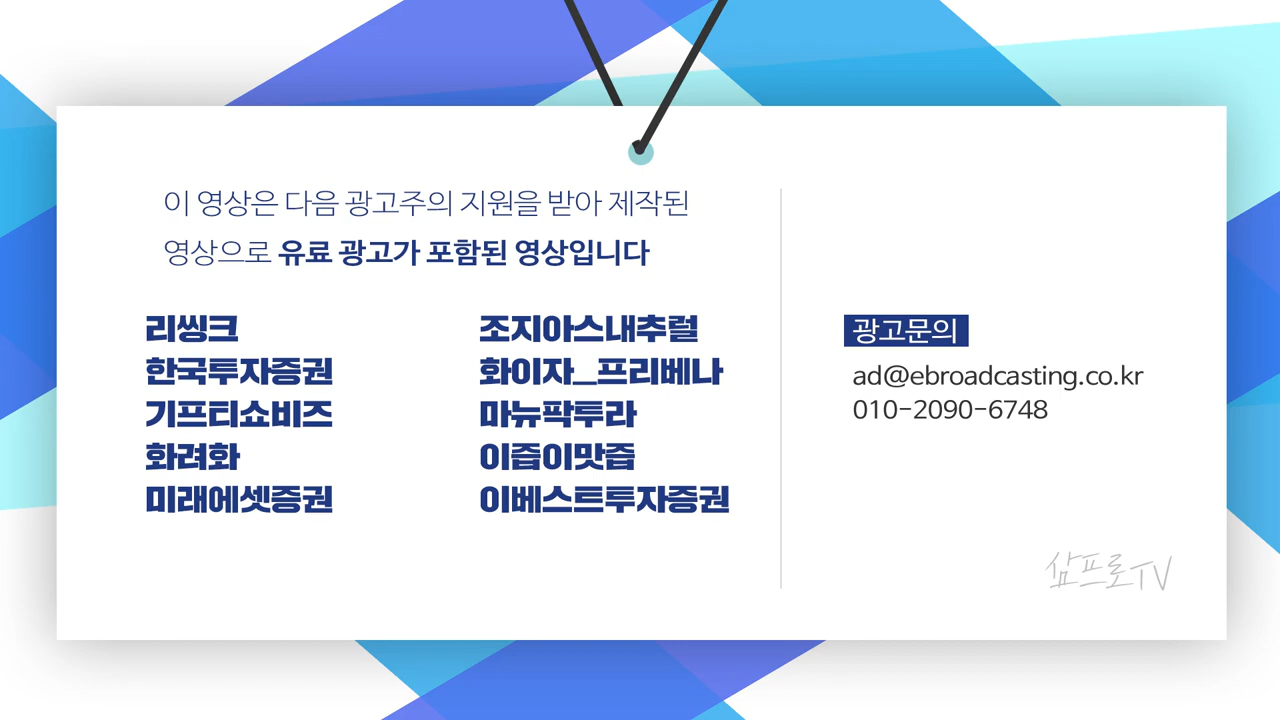 이 영상은 다음 광고주의 지원을 받아 제작된
영상으로 유료 광고가 포함된 영상입니다
리씽크
한국투자증권
기프티쇼비즈
화려화
미래에셋증권
조지아스내추럴
화이자_프리베나
마뉴팍투라
이즙이맛즙
이베스트투자증권
광고문의
ad@ebroadcasting.co.kr
010-2090-6748
삼프로TV